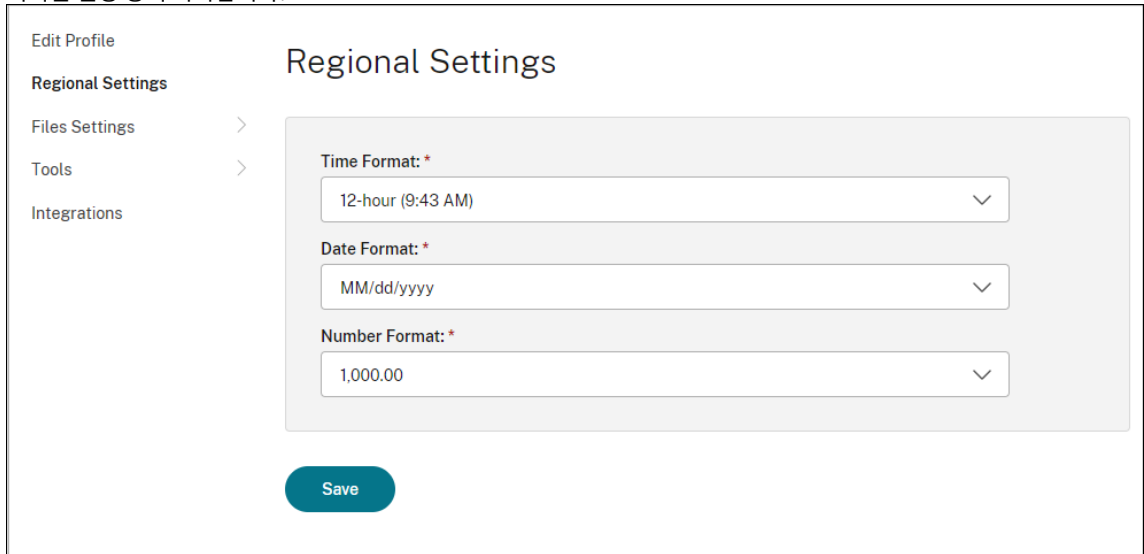 Edit Profile
Regional Settings
Files Settings
Tools
Integrations
Regional Settings
Time Format: *
12-hour (9:43 AM)
Date Format: *
MM/dd/yyyy
Number Format: *
1,000.00
Save